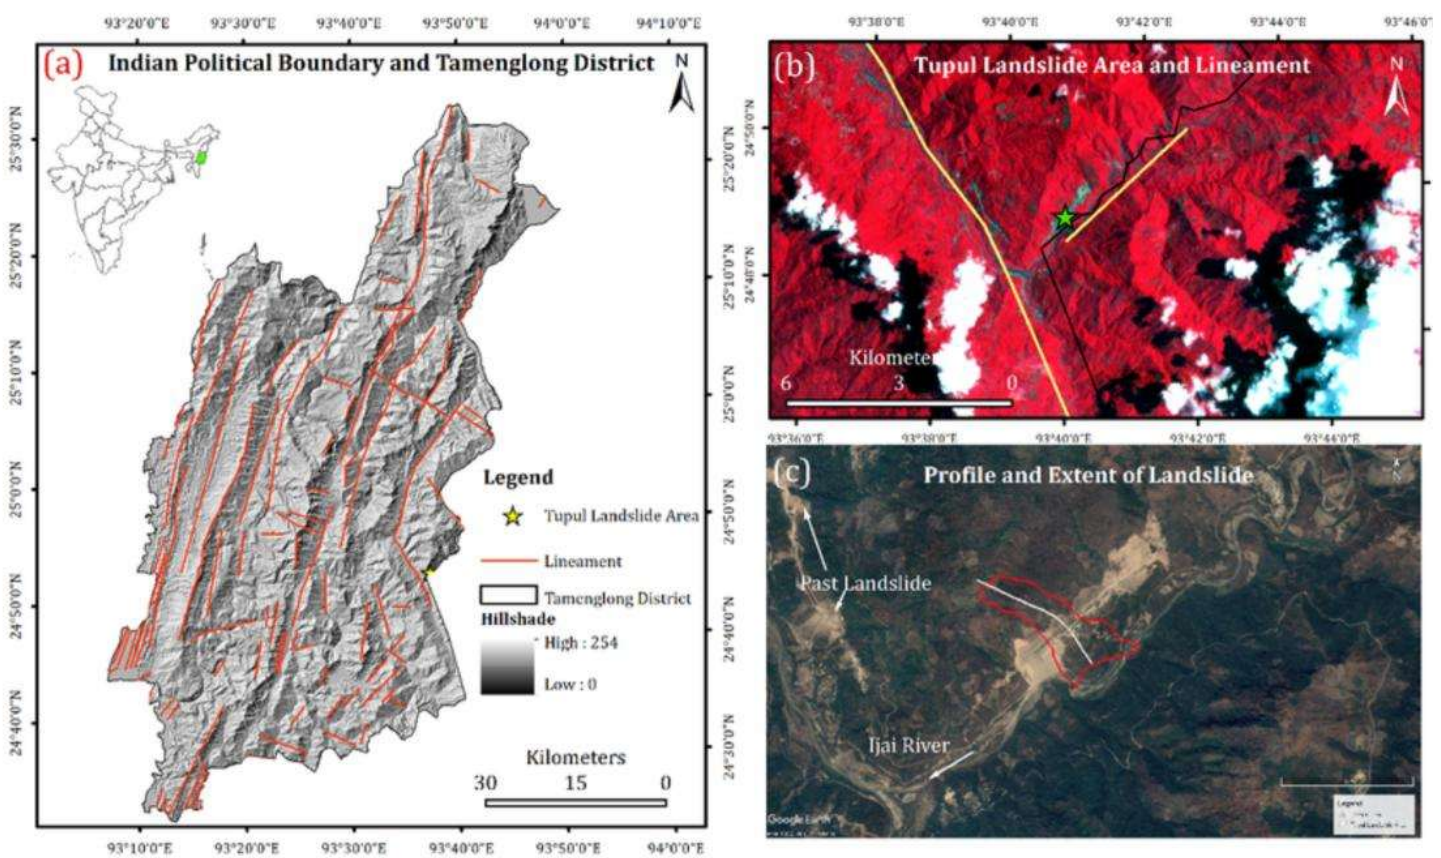 93°20'0"E 93°30'0"E 93°40'0"E 93°50'0"E 94°0'0"E 94°10'0"E
(a) Indian Political Boundary and Tamenglong District
N
25°30'0"N
25°20'0"N
25°10'0"N
25°0'0"N
24°50'0"N
24°40'0"N
25°20'0"N
25°10'0"N
25°0'0"N
24°50'0"N
24°40'0"N
24°30'0"N
Legend
Tupul Landslide Area
Lineament
Tamenglong District
Hillshade
High : 254
Low : 0
Kilometers
30 15 0
93°10'0"E 93°20'0"E 93°30'0"E 93°40'0"E 93°50'0"E 94°0'0"E
93°38'0"E 93°40'0"E 93°42'0"E 93°44'0"E 93°46'0"E
(b) Tupul Landslide Area and Lineament
N
24°50'0"N
24°48'0"N
Kilomete
6 3 0
93°36'0"E 93°38'0"E 93°40'0"E 93°42'0"E 93°44'0"E
(c) Profile and Extent of Landslide
N
Past Landslide
Ijai River
Google Earth
Legend